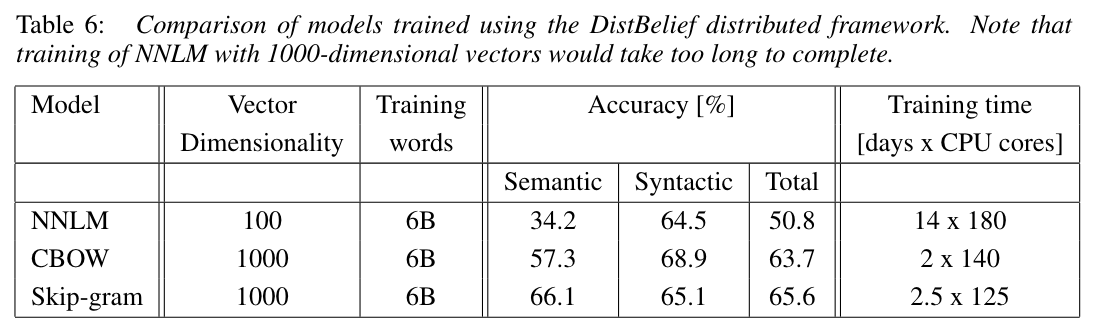 Table 6: Comparison of models trained using the DistBelief distributed framework. Note that
training of NNLM with 1000-dimensional vectors would take too long to complete.
Model Vector Training Accuracy [%] Training time
Dimensionality words [days x CPU cores]
Semantic Syntactic Total
NNLM 100 6B 34.2 64.5 50.8 14 x 180
CBOW 1000 6B 57.3 68.9 63.7 2 x 140
Skip-gram 1000 6B 66.1 65.1 65.6 2.5 x 125